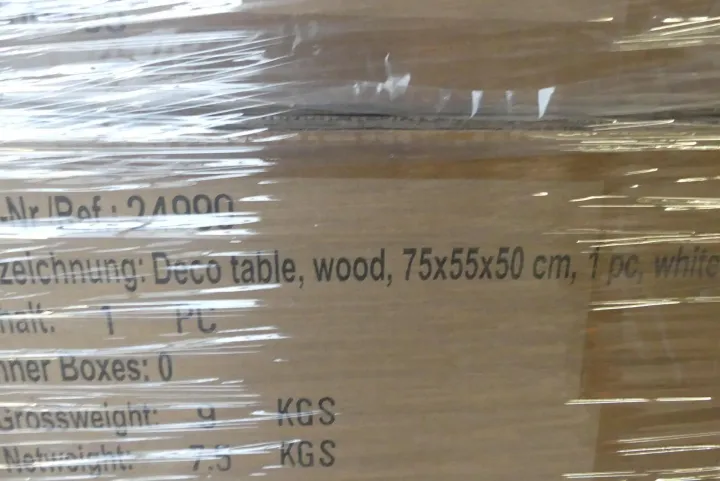 -Nr./Ref.: 24990
zeichnung: Deco table, wood, 75x55x50 cm, 1 pc, white
halt: 1 PC
nner Boxes: 0
Grossweight: 9 KGS
Netweight: 7.5 KGS